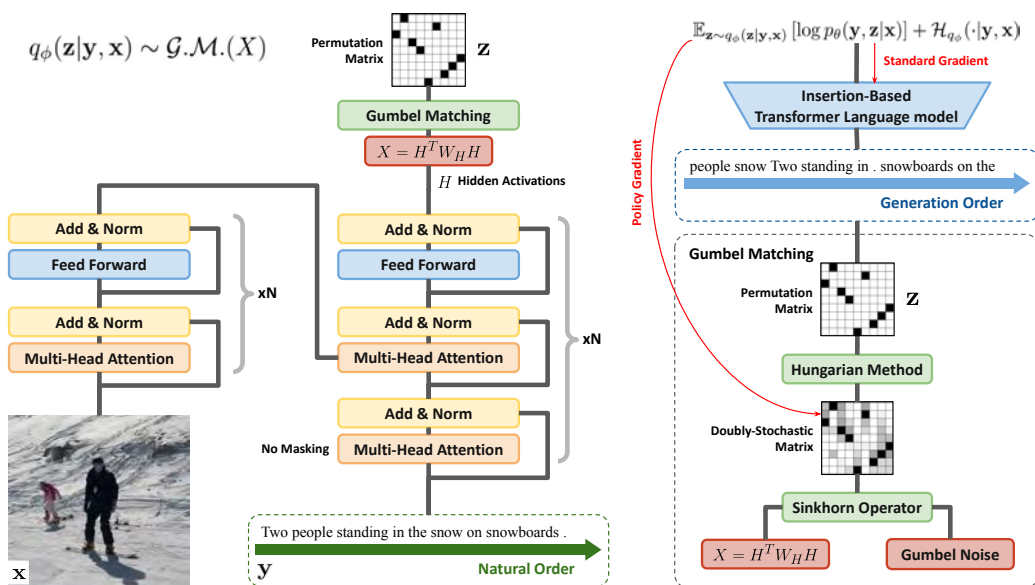 q_ϕ(z|y, x) ∼ G.M.(X)
Permutation
Matrix
z
Gumbel Matching
X = H^T W_H H
H Hidden Activations
Add & Norm
Feed Forward
Add & Norm
Multi-Head Attention
xN
x
Add & Norm
Feed Forward
Add & Norm
Multi-Head Attention
Add & Norm
No Masking
Multi-Head Attention
xN
Two people standing in the snow on snowboards .
y
Natural Order
E_{z∼q_ϕ(z|y,x)} [log p_θ(y, z|x)] + H_{q_ϕ}(·|y, x)
Standard Gradient
Insertion-Based
Transformer Language model
Policy Gradient
people snow Two standing in . snowboards on the
Generation Order
Gumbel Matching
Permutation
Matrix
z
Hungarian Method
Doubly-Stochastic
Matrix
Sinkhorn Operator
X = H^T W_H H
Gumbel Noise